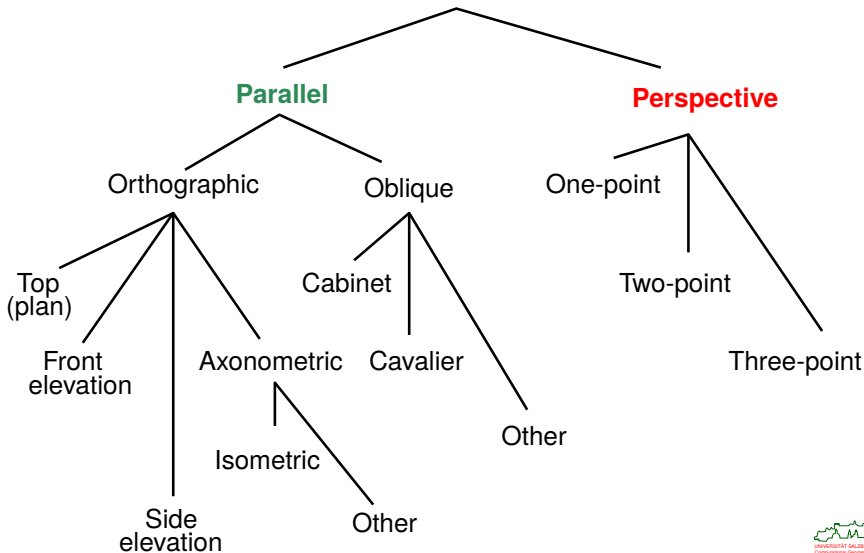 Parallel
Perspective
Orthographic
Oblique
One-point
Top
(plan)
Cabinet
Two-point
Front
elevation
Axonometric
Cavalier
Three-point
Isometric
Other
Side
elevation
Other